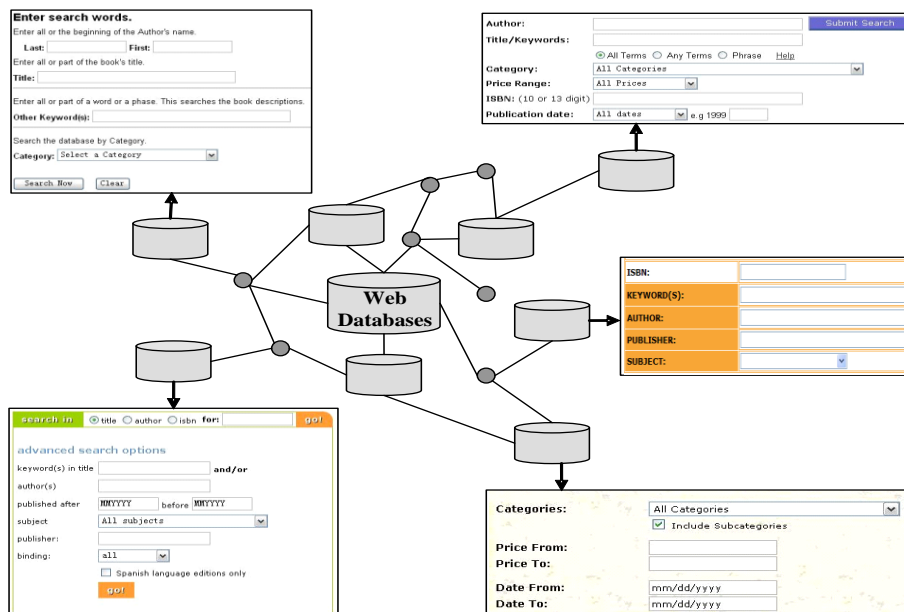 Enter search words.
Enter all or the beginning of the Author's name.
Last: First:
Enter all or part of the book's title.
Title:
Enter all or part of a word or a phase. This searches the book descriptions.
Other Keyword(s):
Search the database by Category.
Category: Select a Category
Search Now Clear
Author: Submit Search
Title/Keywords:
All Terms Any Terms Phrase Help
Category: All Categories
Price Range: All Prices
ISBN: (10 or 13 digit)
Publication date: All dates e.g 1999
Web
Databases
ISBN:
KEYWORD(S):
AUTHOR:
PUBLISHER:
SUBJECT:
search in title author isbn for: go!
advanced search options
keyword(s) in title and/or
author(s)
published after MMYYYY before MMYYYY
subject All subjects
publisher:
binding: all
Spanish language editions only
go!
Categories: All Categories
Include Subcategories
Price From:
Price To:
Date From: mm/dd/yyyy
Date To: mm/dd/yyyy